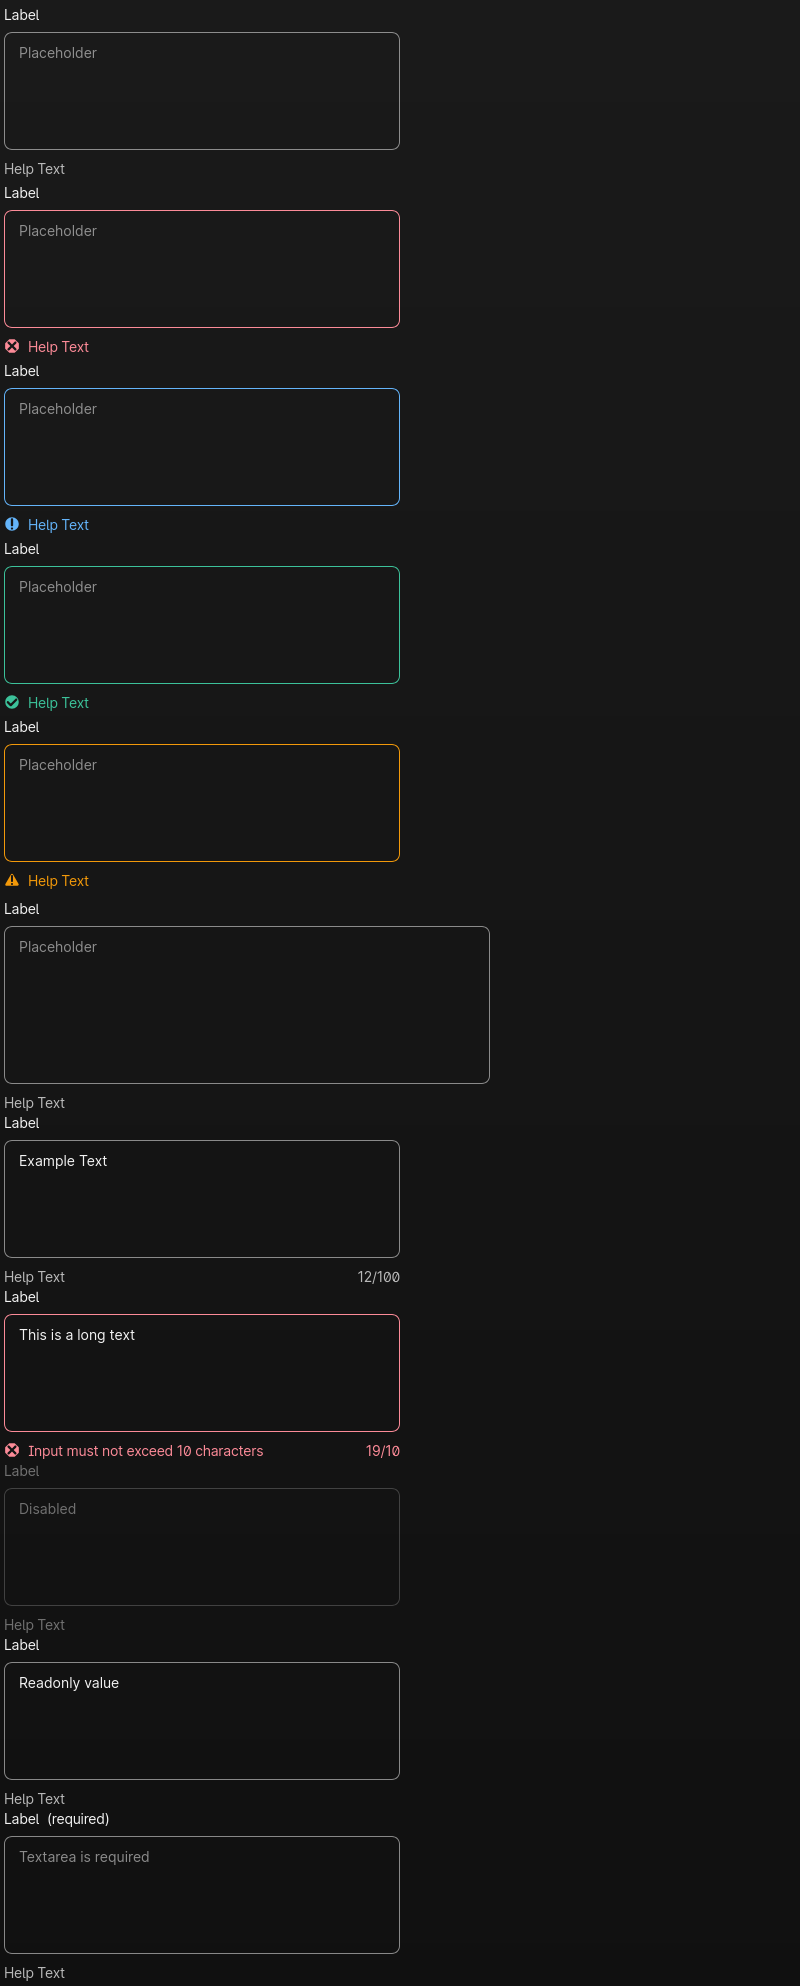 Label
Placeholder
Help Text
Label
Placeholder
Help Text
Label
Placeholder
Help Text
Label
Placeholder
Help Text
Label
Placeholder
Help Text
Label
Placeholder
Help Text
Label
Example Text
Help Text 12/100
Label
This is a long text
Input must not exceed 10 characters 19/10
Label
Disabled
Help Text
Label
Readonly value
Help Text
Label (required)
Textarea is required
Help Text